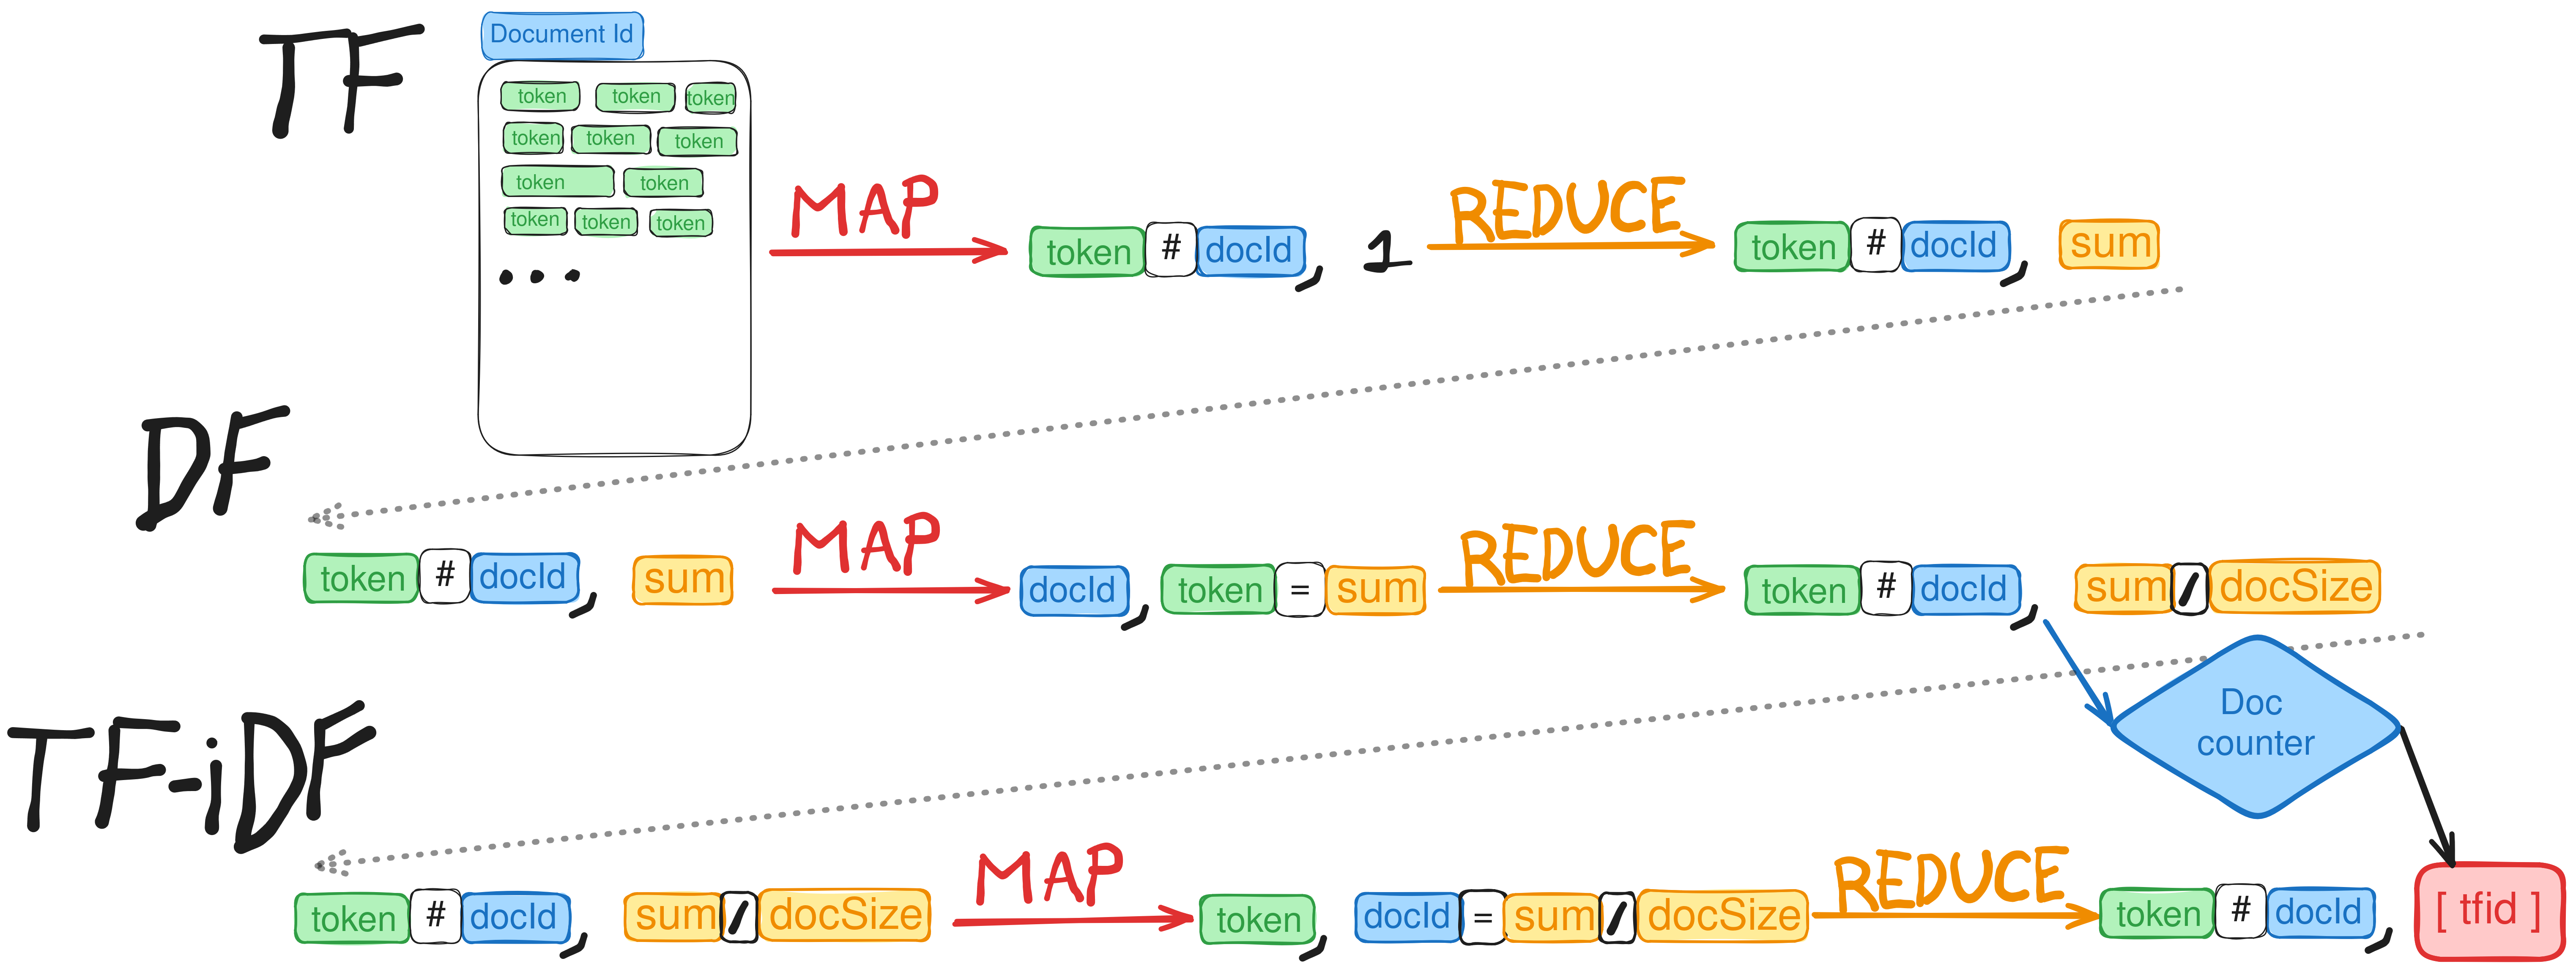 TF
Document Id
token token token
token token token
token token
token token token
...
MAP
token # docId , 1
REDUCE
token # docId , sum
DF
token # docId , sum
MAP
docId , token = sum
REDUCE
token # docId , sum / docSize
Doc
counter
TF-iDF
token # docId , sum / docSize
MAP
token , docId = sum / docSize
REDUCE
token # docId , [ tfid ]